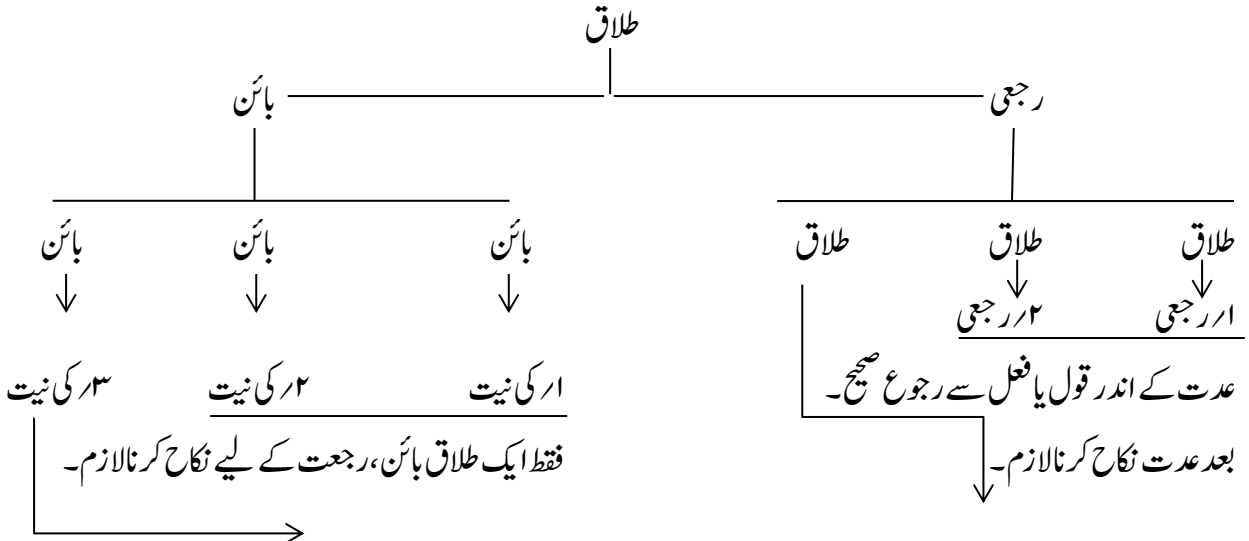 طلاق
رجعی بائن
طلاق طلاق طلاق بائن بائن بائن
۱؍رجعی ۲؍رجعی
۱؍کی نیت ۲؍کی نیت ۳؍کی نیت
عدت کے اندر قول یا فعل سے رجوع صحیح۔
بعد عدت نکاح کرنا لازم۔
فقط ایک طلاق بائن، رجعت کے لیے نکاح کرنا لازم۔